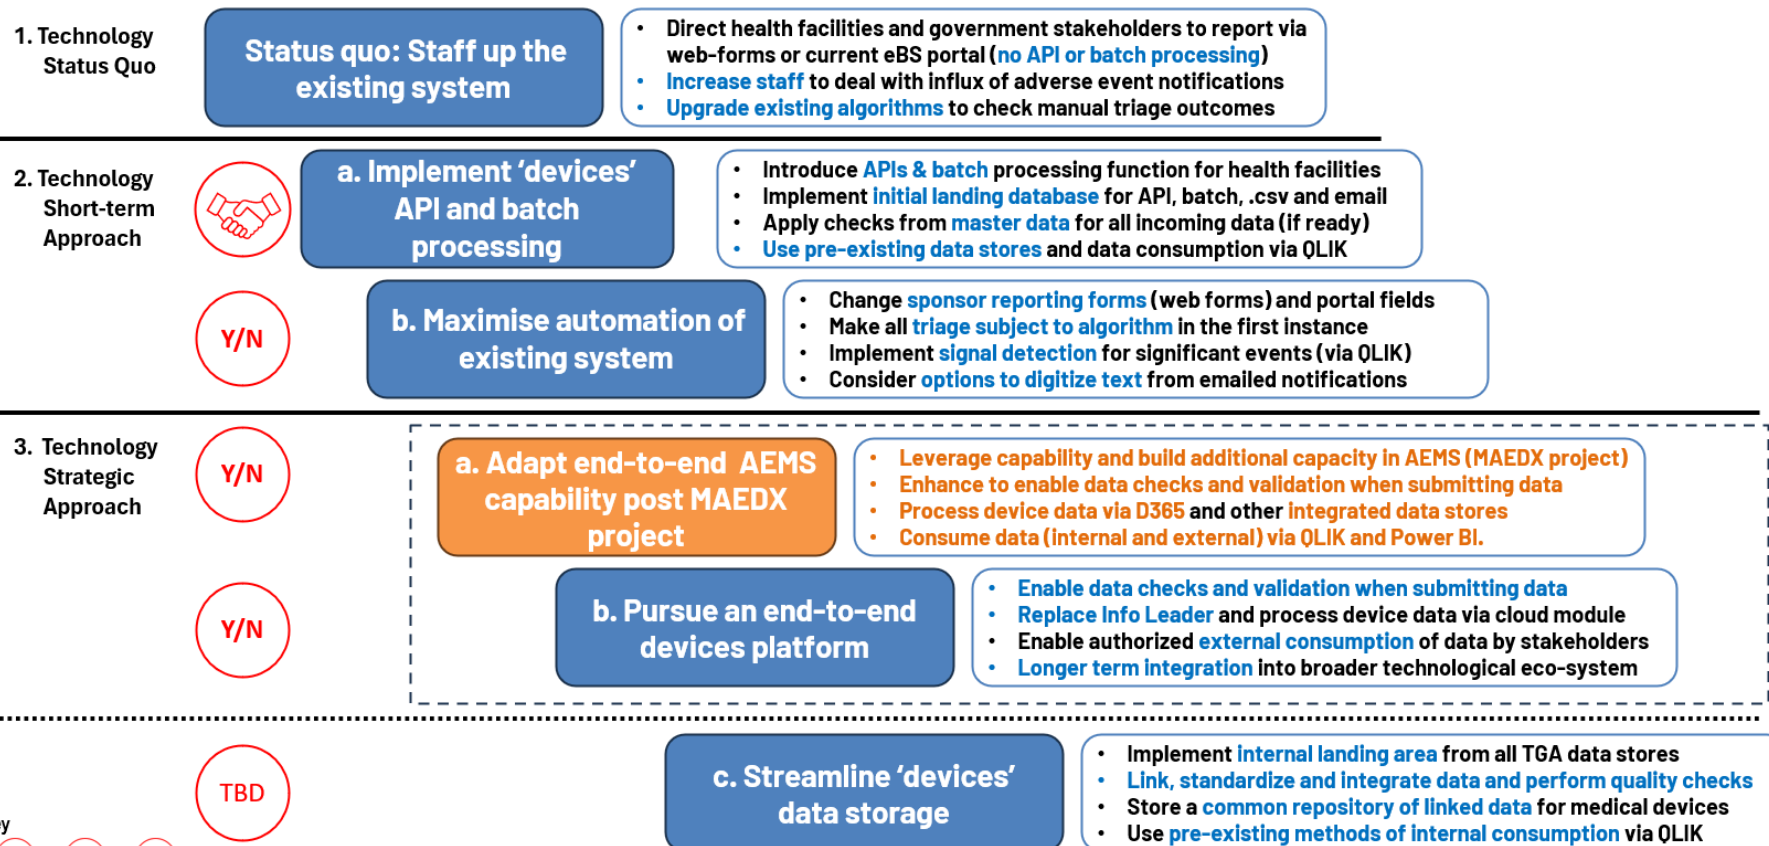 1. Technology
Status Quo
Status quo: Staff up the
existing system
• Direct health facilities and government stakeholders to report via
web-forms or current eBS portal (no API or batch processing)
• Increase staff to deal with influx of adverse event notifications
• Upgrade existing algorithms to check manual triage outcomes
2. Technology
Short-term
Approach
a. Implement ‘devices’
API and batch
processing
• Introduce APIs & batch processing function for health facilities
• Implement initial landing database for API, batch, .csv and email
• Apply checks from master data for all incoming data (if ready)
• Use pre-existing data stores and data consumption via QLIK
Y/N
b. Maximise automation of
existing system
• Change sponsor reporting forms (web forms) and portal fields
• Make all triage subject to algorithm in the first instance
• Implement signal detection for significant events (via QLIK)
• Consider options to digitize text from emailed notifications
3. Technology
Strategic
Approach
Y/N
a. Adapt end-to-end AEMS
capability post MAEDX
project
• Leverage capability and build additional capacity in AEMS (MAEDX project)
• Enhance to enable data checks and validation when submitting data
• Process device data via D365 and other integrated data stores
• Consume data (internal and external) via QLIK and Power BI.
Y/N
b. Pursue an end-to-end
devices platform
• Enable data checks and validation when submitting data
• Replace Info Leader and process device data via cloud module
• Enable authorized external consumption of data by stakeholders
• Longer term integration into broader technological eco-system
TBD
c. Streamline ‘devices’
data storage
• Implement internal landing area from all TGA data stores
• Link, standardize and integrate data and perform quality checks
• Store a common repository of linked data for medical devices
• Use pre-existing methods of internal consumption via QLIK